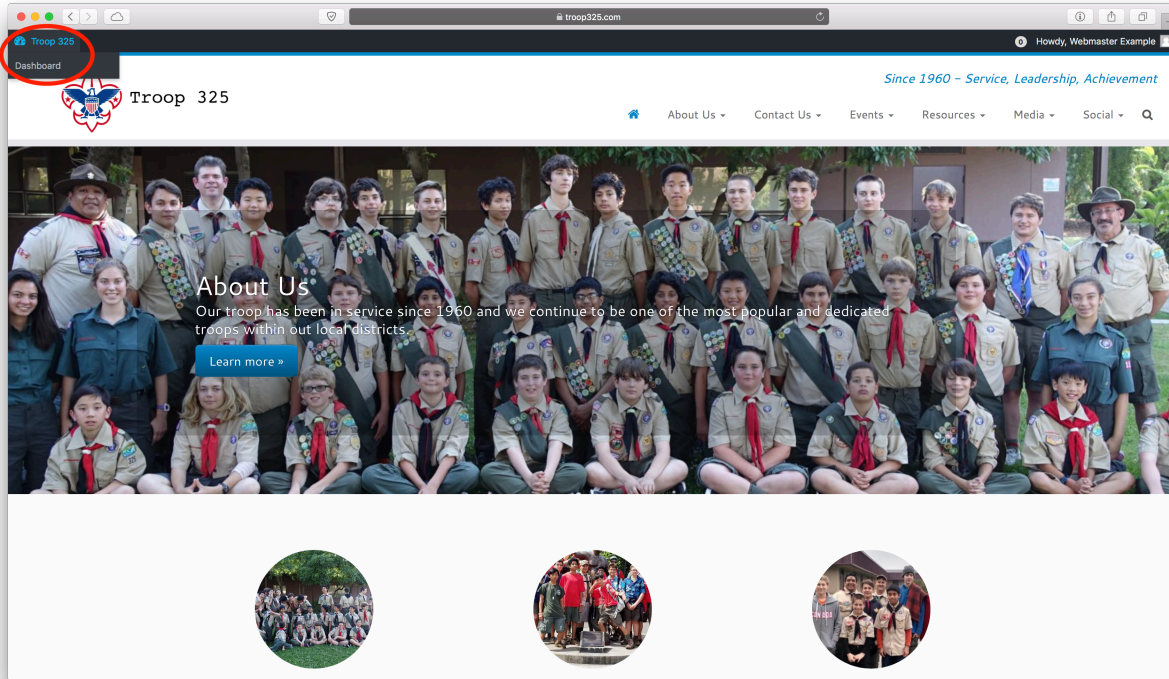 troop325.com
Troop 325
0 Howdy, Webmaster Example
Dashboard
Since 1960 – Service, Leadership, Achievement
Troop 325
About Us
Contact Us
Events
Resources
Media
Social
About Us
Our troop has been in service since 1960 and we continue to be one of the most popular and dedicated
troops within out local districts.
Learn more »